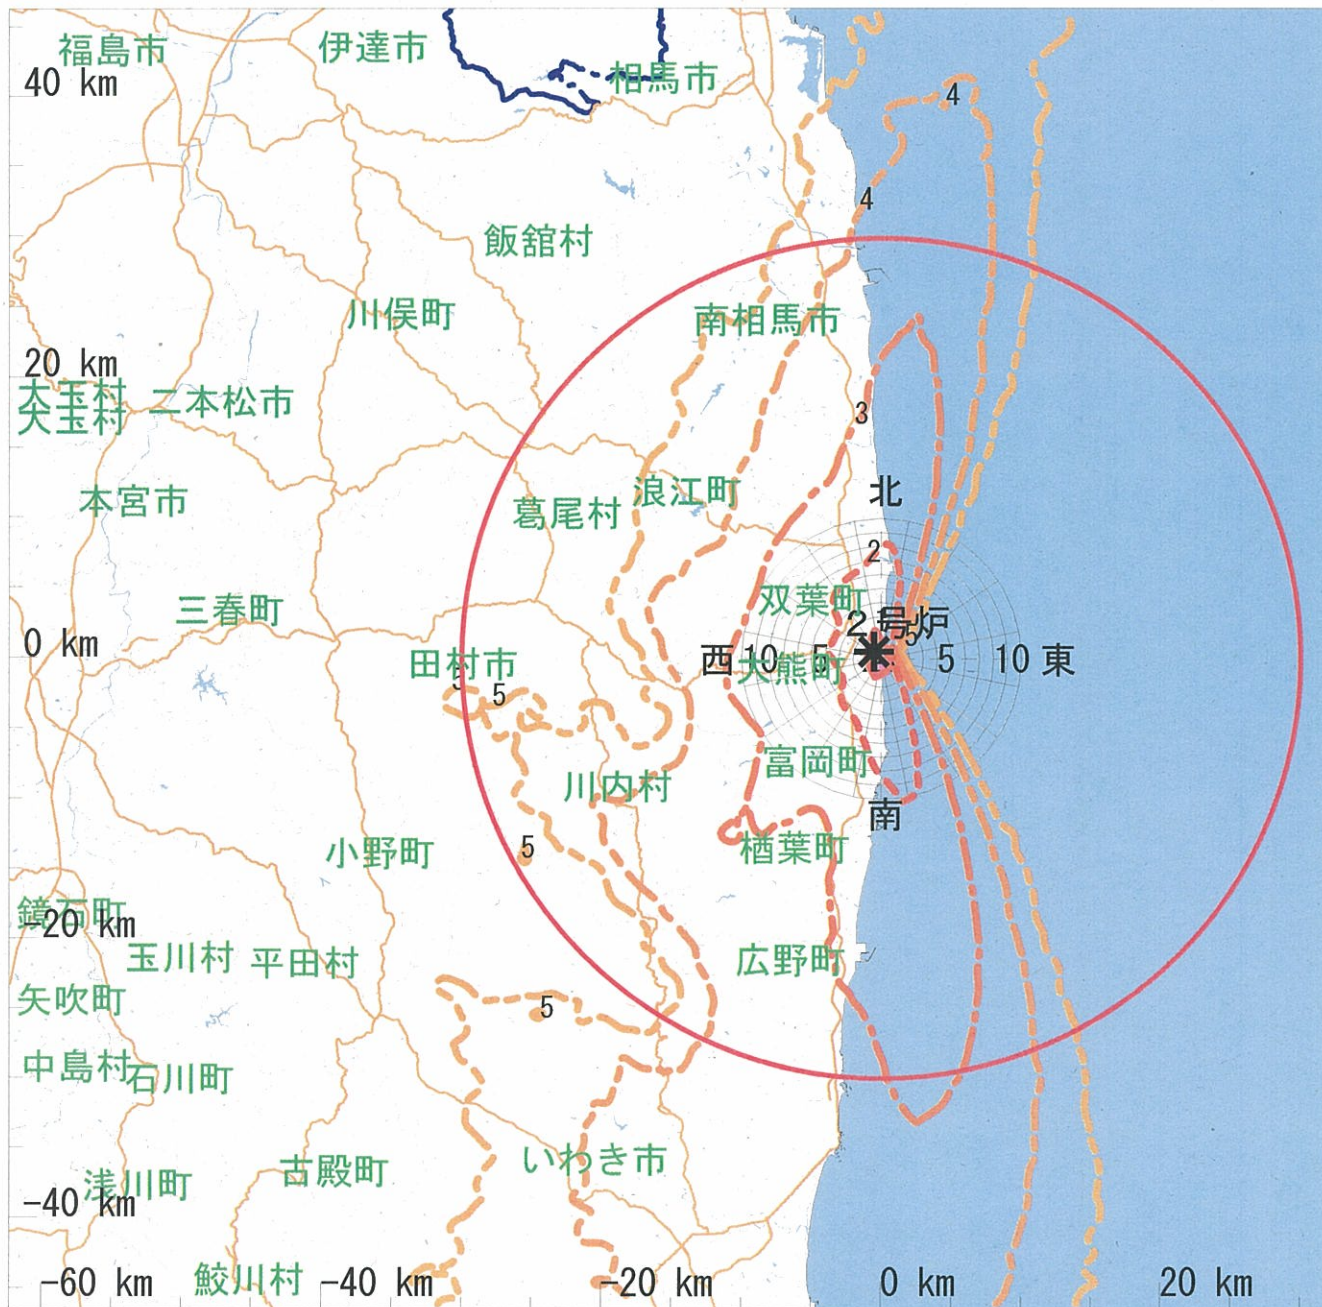 福島市
伊達市
40 km
相馬市
4
4
飯舘村
川俣町
南相馬市
20 km
大玉村
大玉村
二本松市
3
本宮市
浪江町
北
葛尾村
2
三春町
双葉町
2号炉
5
0 km
田村市
西
10
5
大熊町
5
10
東
5
5
富岡町
川内村
南
小野町
5
楢葉町
鏡石町
-20 km
玉川村
平田村
広野町
矢吹町
5
中島村
石川町
いわき市
古殿町
浅川町
-40 km
鮫川村
-60 km
-40 km
-20 km
0 km
20 km